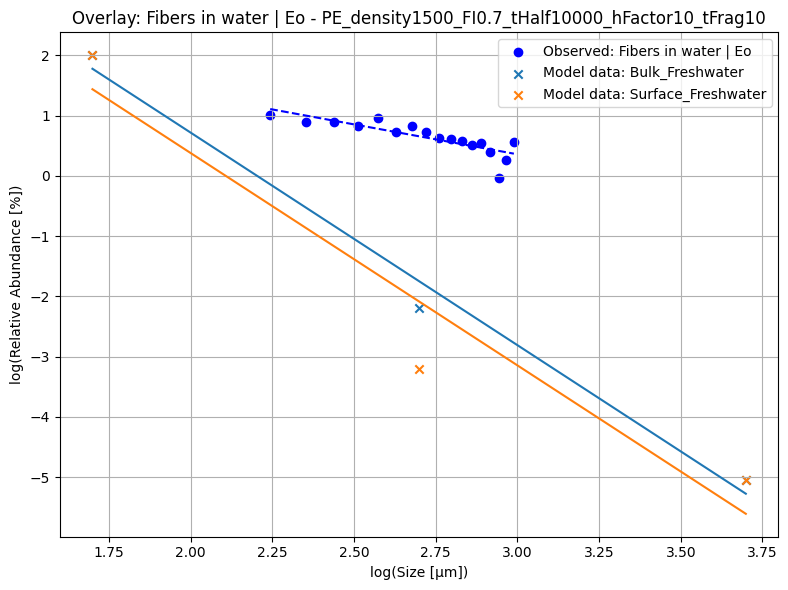 Overlay: Fibers in water | Eo - PE_density1500_FI0.7_tHalf10000_hFactor10_tFrag10
Observed: Fibers in water | Eo
Model data: Bulk_Freshwater
Model data: Surface_Freshwater
log(Relative Abundance [%])
2
1
0
−1
−2
−3
−4
−5
1.75 2.00 2.25 2.50 2.75 3.00 3.25 3.50 3.75
log(Size [µm])